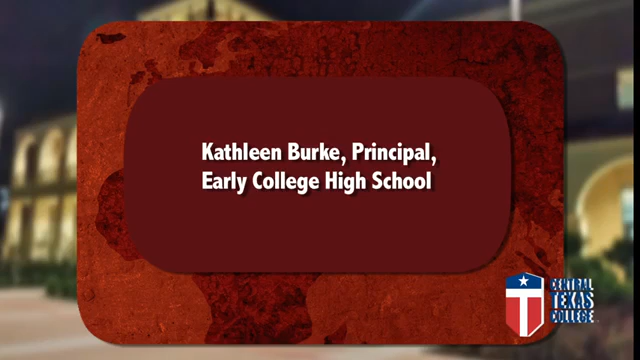 Kathleen Burke, Principal,
Early College High School
CENTRAL
TEXAS
COLLEGE